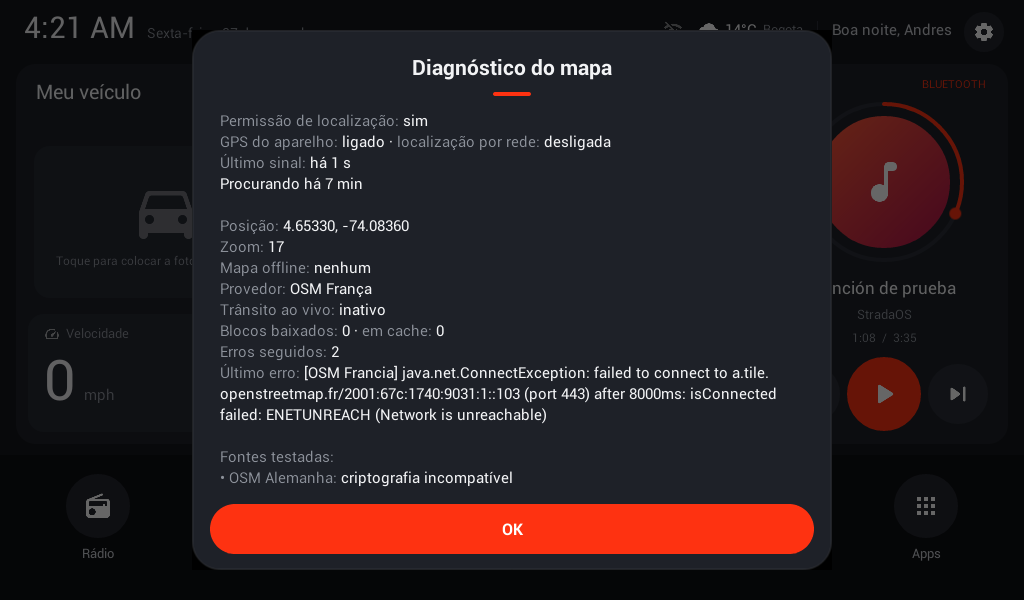 4:21 AM
14°C Bogota
Boa noite, Andres
Diagnóstico do mapa
Meu veículo
BLUETOOTH
Permissão de localização: sim
GPS do aparelho: ligado · localização por rede: desligada
Último sinal: há 1 s
Procurando há 7 min
Posição: 4.65330, -74.08360
Zoom: 17
Mapa offline: nenhum
Provedor: OSM França
Trânsito ao vivo: inativo
Blocos baixados: 0 · em cache: 0
Erros seguidos: 2
Último erro: [OSM Francia] java.net.ConnectException: failed to connect to a.tile.
openstreetmap.fr/2001:67c:1740:9031:1::103 (port 443) after 8000ms: isConnected
failed: ENETUNREACH (Network is unreachable)
Fontes testadas:
• OSM Alemanha: criptografia incompatível
OK
Toque para colocar a foto
Velocidade
0 mph
nción de prueba
StradaOS
1:08 / 3:35
Rádio
Apps